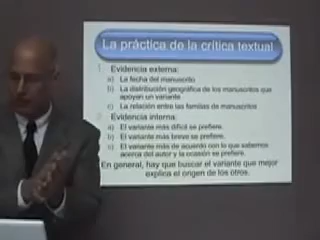 La práctica de la crítica textual
1. Evidencia externa:
a) La fecha del manuscrito
b) La distribución geográfica de los manuscritos que
apoyan un variante
c) La relación entre las familias de manuscritos
2. Evidencia interna:
a) El variante más difícil se prefiere.
b) El variante más breve se prefiere.
c) El variante más de acuerdo con lo que sabemos
acerca del autor y la ocasión se prefiere.
En general, hay que buscar el variante que mejor
explica el origen de los otros.